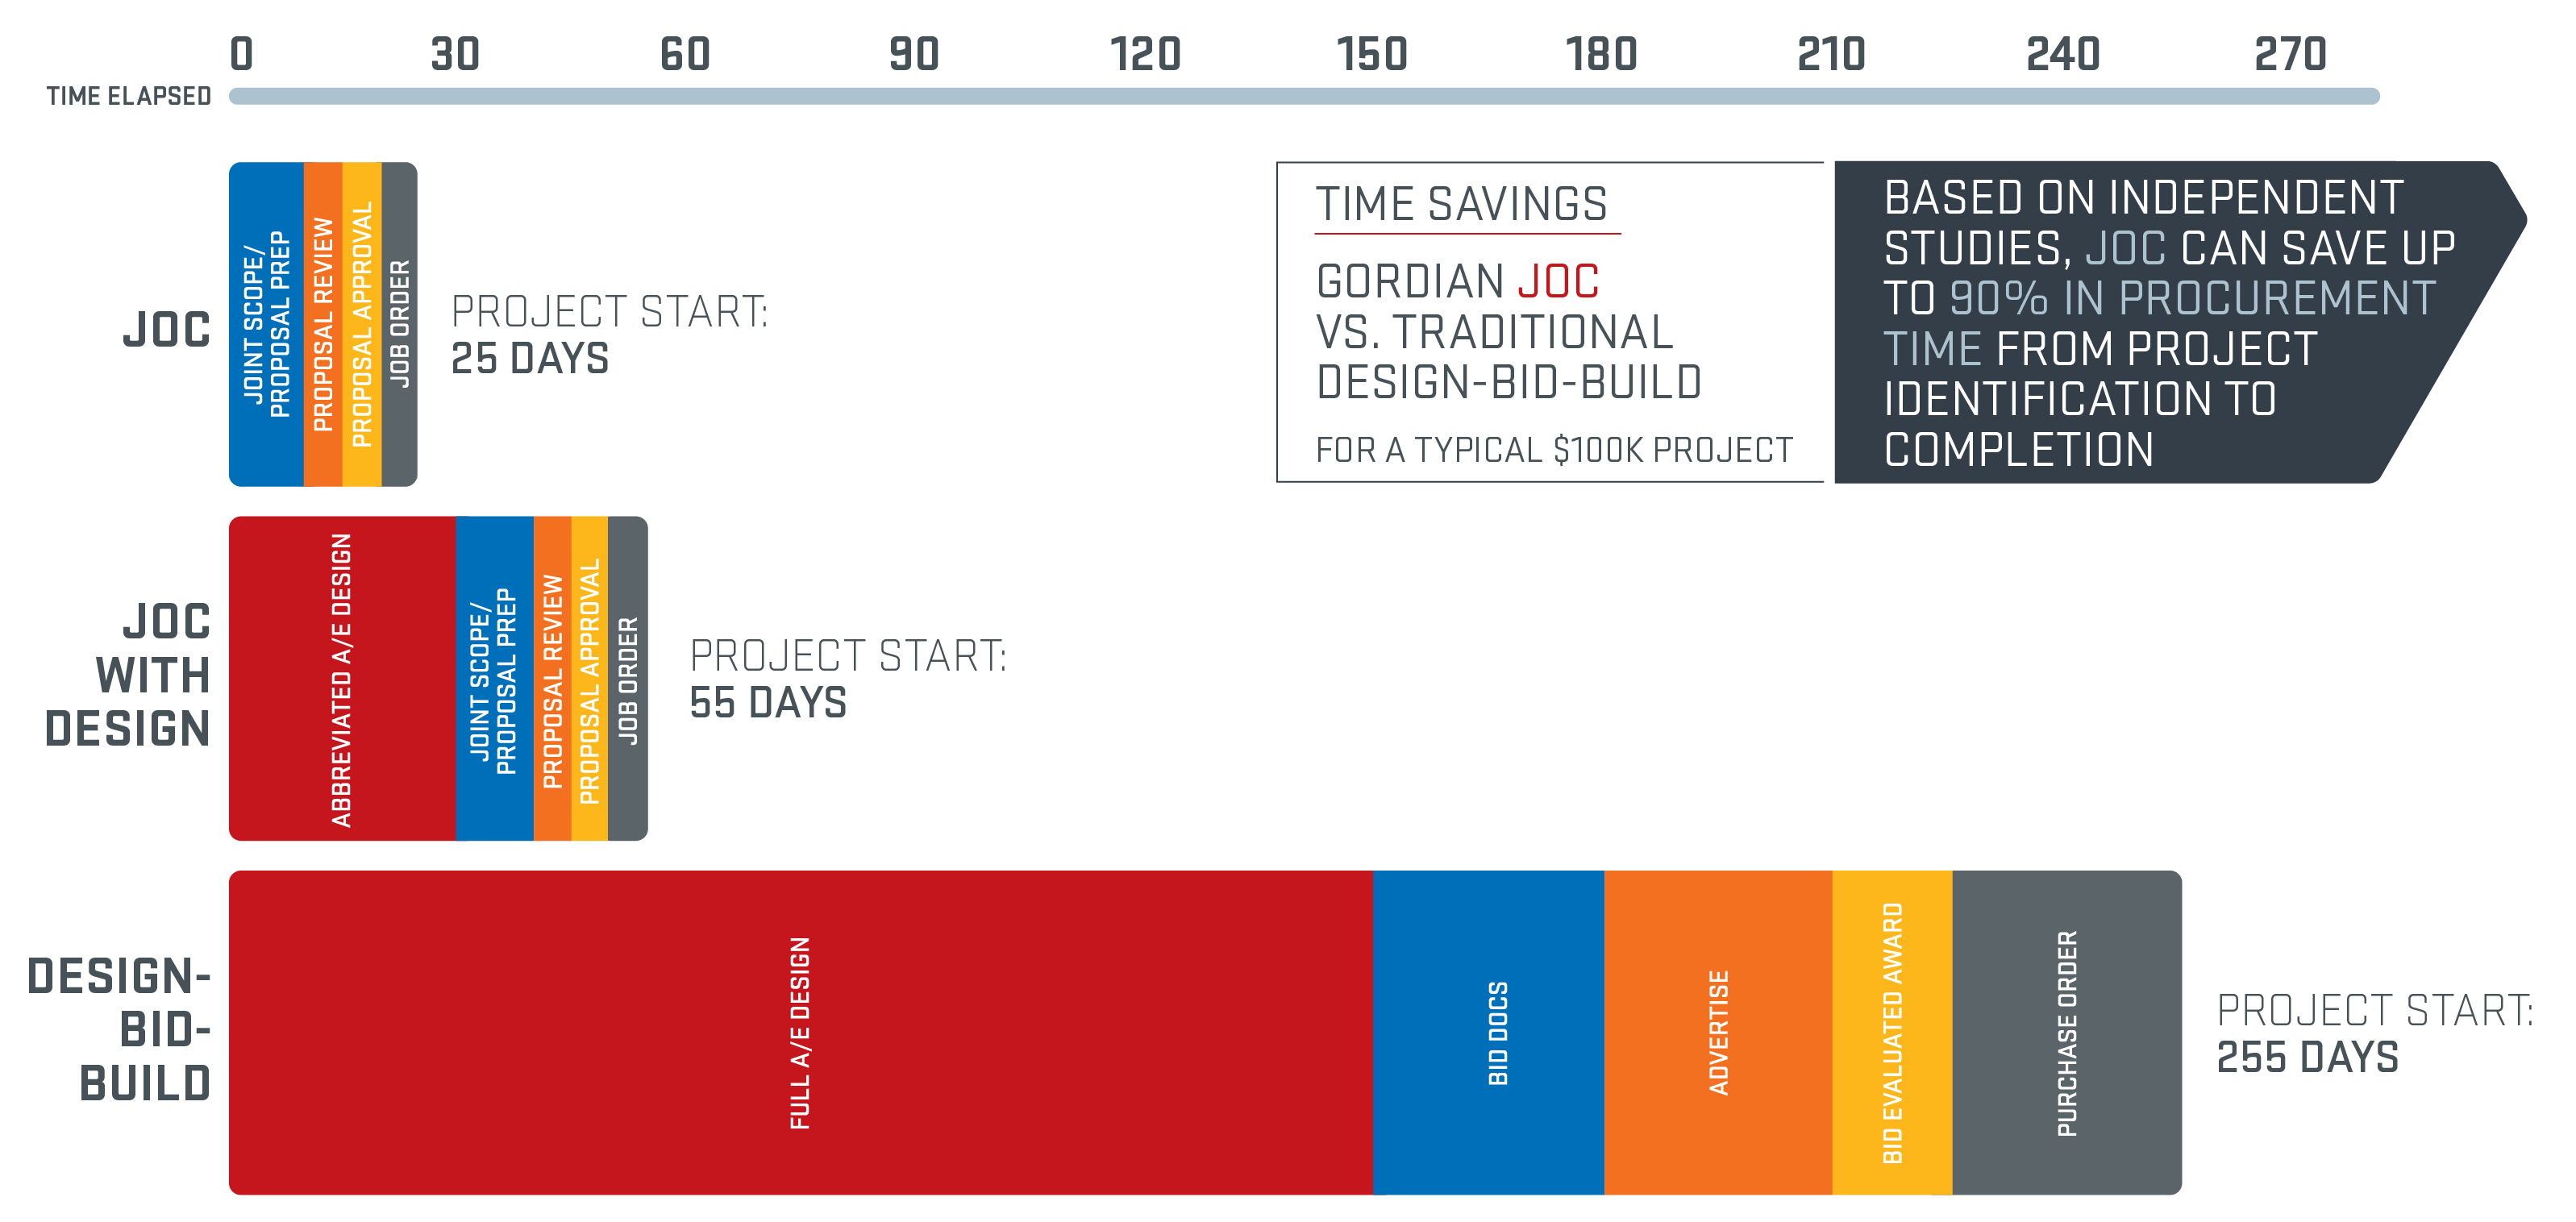 0 30 60 90 120 150 180 210 240 270
TIME ELAPSED
JOC
JOINT SCOPE/
PROPOSAL PREP
PROPOSAL REVIEW
PROPOSAL APPROVAL
JOB ORDER
PROJECT START:
25 DAYS
TIME SAVINGS
GORDIAN JOC
VS. TRADITIONAL
DESIGN-BID-BUILD
FOR A TYPICAL $100K PROJECT
BASED ON INDEPENDENT
STUDIES, JOC CAN SAVE UP
TO 90% IN PROCUREMENT
TIME FROM PROJECT
IDENTIFICATION TO
COMPLETION
JOC
WITH
DESIGN
ABBREVIATED A/E DESIGN
JOINT SCOPE/
PROPOSAL PREP
PROPOSAL REVIEW
PROPOSAL APPROVAL
JOB ORDER
PROJECT START:
55 DAYS
DESIGN-
BID-
BUILD
FULL A/E DESIGN
BID DOCS
ADVERTISE
BID EVALUATED AWARD
PURCHASE ORDER
PROJECT START:
255 DAYS